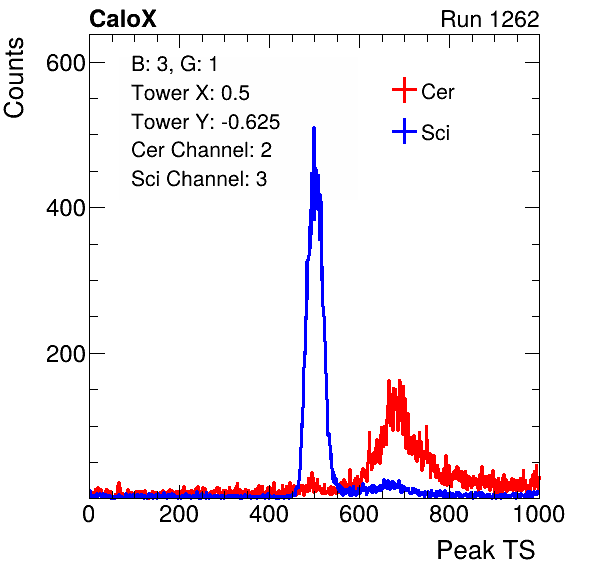 CaloX Run 1262
Counts
B: 3, G: 1
Tower X: 0.5
Tower Y: -0.625
Cer Channel: 2
Sci Channel: 3
Cer
Sci
600
400
200
0 200 400 600 800 1000
Peak TS